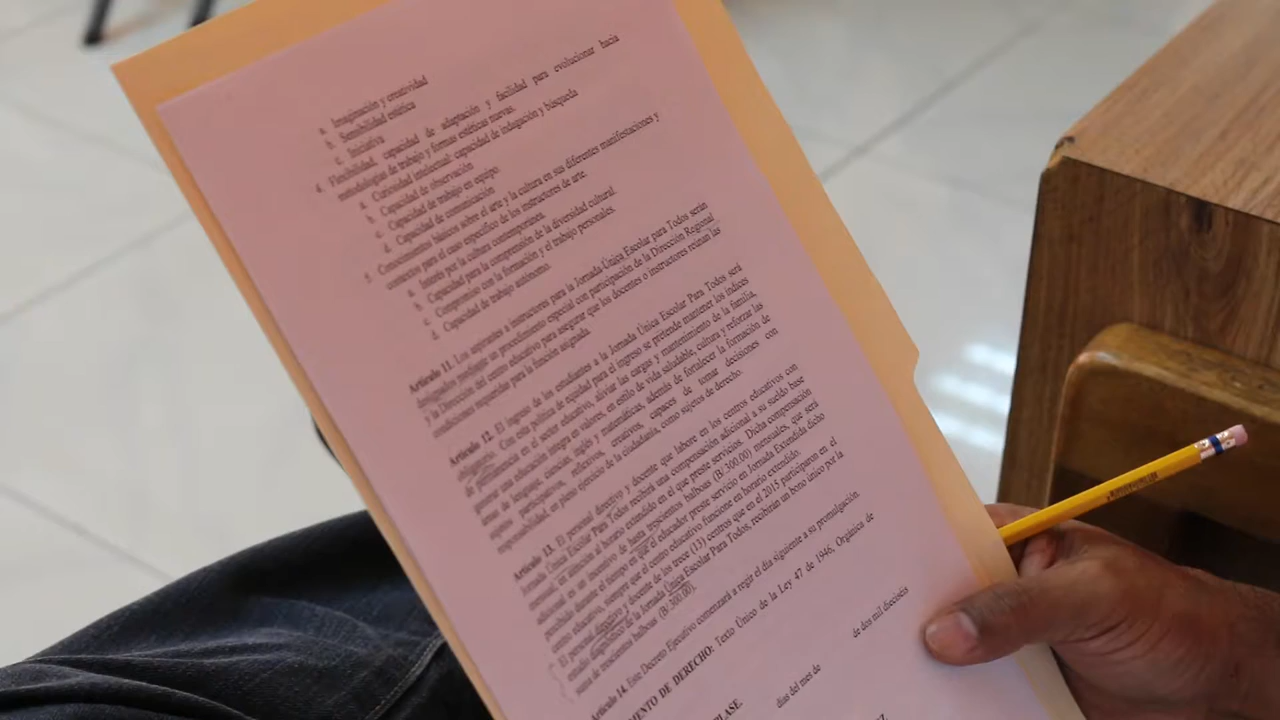 a. Imaginación y creatividad
b. Sensibilidad estética
c. Iniciativa
4. Flexibilidad: capacidad de adaptación y facilidad para evolucionar hacia
metodologías de trabajo y formas estéticas nuevas.
a. Curiosidad intelectual: capacidad de indagación y búsqueda
b. Capacidad de observación
c. Capacidad de trabajo en equipo
d. Capacidad de comunicación
5. Conocimientos básicos sobre el arte y la cultura en sus diferentes manifestaciones y
contextos para el caso específico de los instructores de arte.
a. Interés por la cultura contemporánea.
b. Capacidad para la comprensión de la diversidad cultural.
c. Compromiso con la formación y el trabajo personales.
d. Capacidad de trabajo autónomo.
Artículo 11. Los aspirantes a instructores para la Jornada Única Escolar para Todos serán
designados mediante un procedimiento especial con participación de la Dirección Regional
y la Dirección del centro educativo para asegurar que los docentes o instructores reúnan las
condiciones requeridas para la función asignada.
Artículo 12. El ingreso de los estudiantes a la Jornada Única Escolar Para Todos será
Con esta política de equidad para el ingreso se pretende mantener los índices
de permanencia en el sector educativo, aliviar las cargas y mantenimiento de la familia,
generar una educación integra en valores, en estilo de vida saludable, cultura y reforzar las
áreas de lenguaje, ciencias, inglés y matemáticas, además de fortalecer la formación de
sujetos participativos, reflexivos, creativos, capaces de tomar decisiones con
responsabilidad, en pleno ejercicio de la ciudadanía, como sujetos de derecho.
Artículo 13. El personal directivo y docente que labore en los centros educativos con
Jornada Única Escolar Para Todos recibirá una compensación adicional a su sueldo base
mensual, en atención al horario extendido en el que preste servicios. Dicha compensación
adicional es un incentivo de hasta trescientos balboas (B/.300.00) mensuales, que será
percibido durante el tiempo en que el educador preste servicio en Jornada Extendida dicho
centro educativo, siempre que el centro educativo funcione en horario extendido.
El personal directivo y docente de los trece (13) centros que en el 2015 participaron en el
estudio diagnóstico de la Jornada Única Escolar Para Todos, recibirán un bono único por la
suma de trescientos balboas (B/.300.00).
Artículo 14. Este Decreto Ejecutivo comenzará a regir el día siguiente a su promulgación.
MENTO DE DERECHO: Texto Único de la Ley 47 de 1946, Orgánica de
PLASE.
días del mes de de dos mil dieciséis